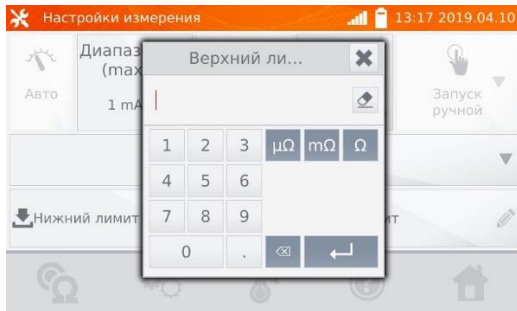 Настройки измерения 13:17 2019.04.10
Диапаз
(max
1 mA
Авто
Верхний ли...
Запуск
ручной
1 2 3 μΩ mΩ Ω
4 5 6
7 8 9
0 .
Нижний лимит
ит